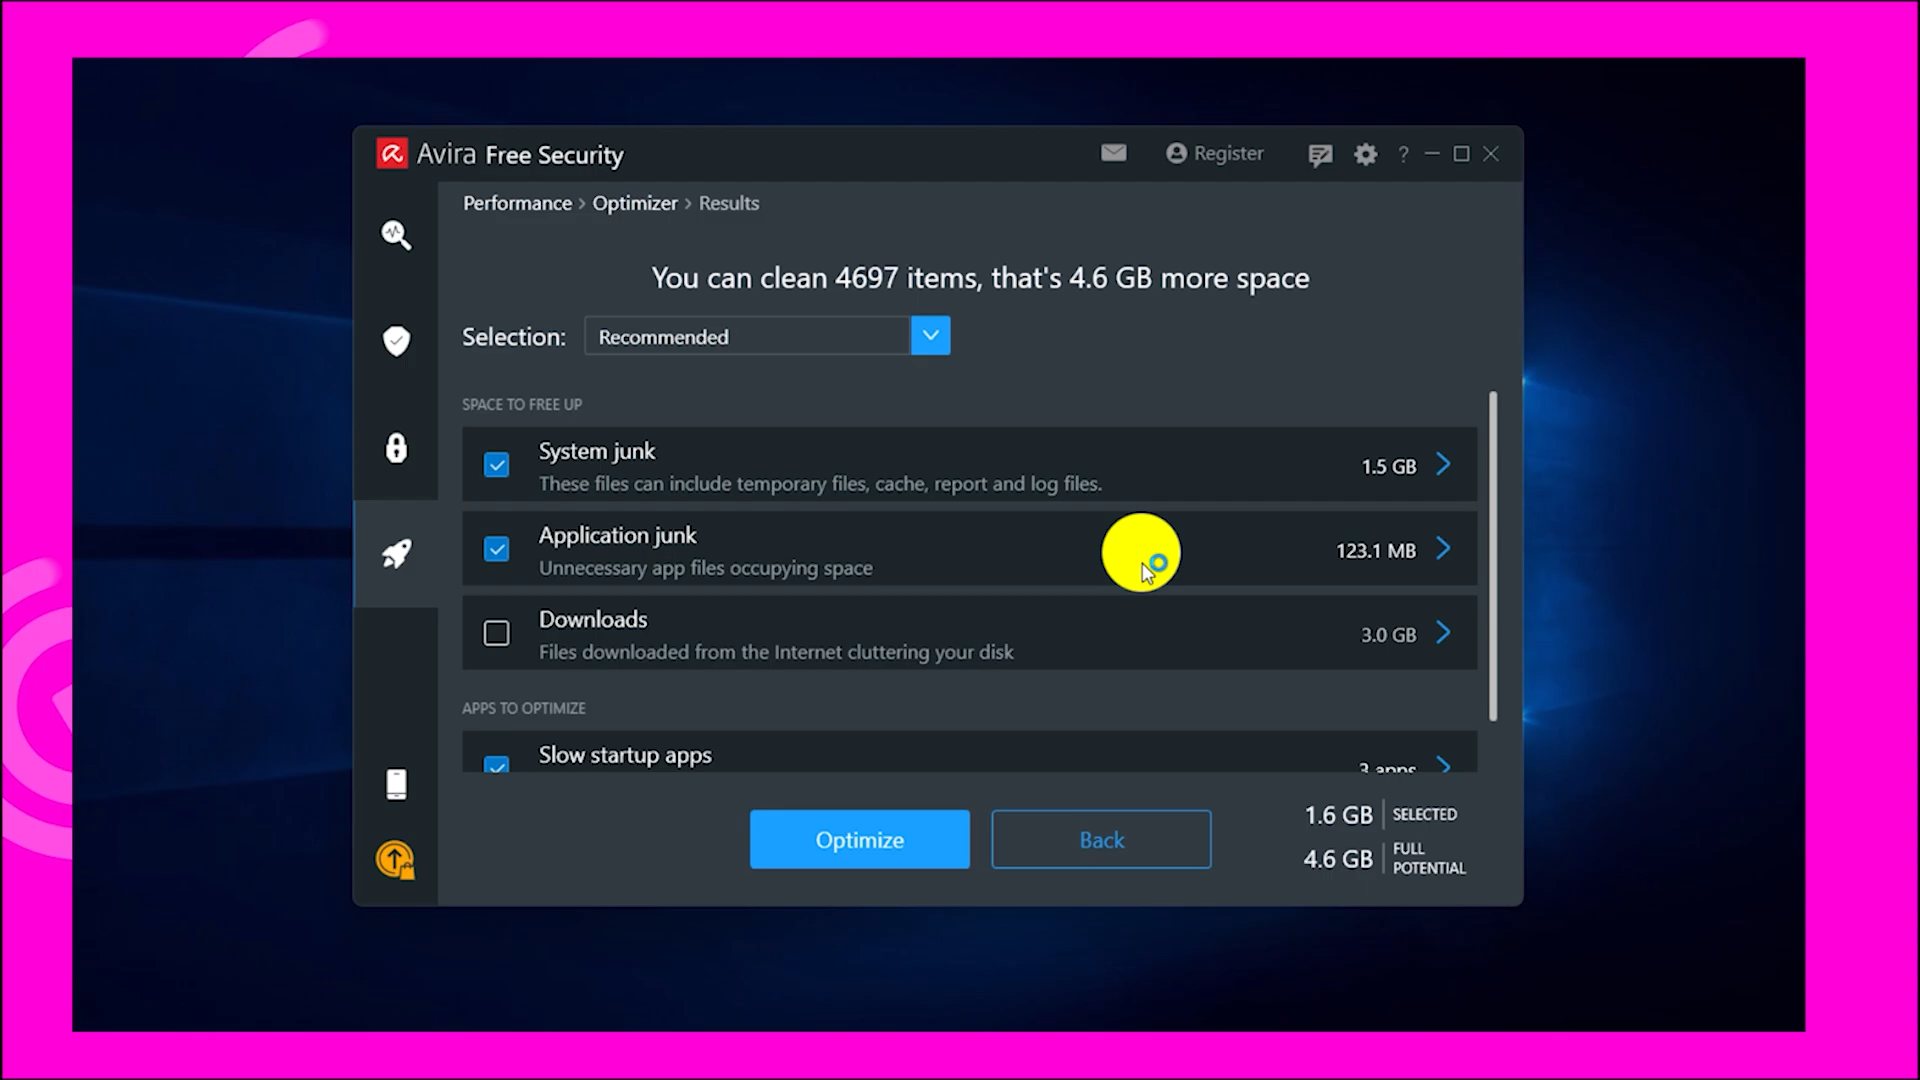 Avira Free Security
Register
?
Performance > Optimizer > Results
You can clean 4697 items, that's 4.6 GB more space
Selection: Recommended
SPACE TO FREE UP
System junk
These files can include temporary files, cache, report and log files.
1.5 GB
Application junk
Unnecessary app files occupying space
123.1 MB
Downloads
Files downloaded from the Internet cluttering your disk
3.0 GB
APPS TO OPTIMIZE
Slow startup apps
3 apps
Optimize
Back
1.6 GB SELECTED
4.6 GB FULL POTENTIAL